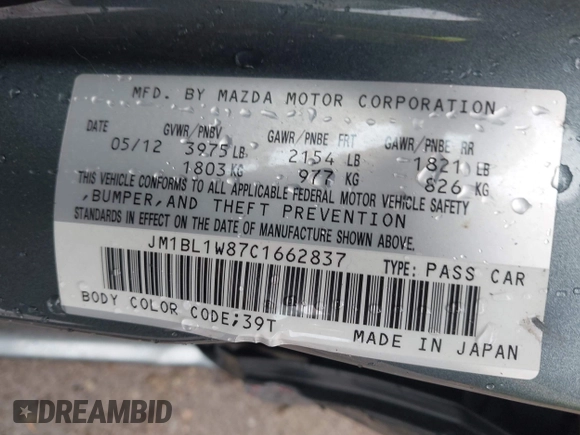 MFD. BY MAZDA MOTOR CORPORATION
DATE GVWR/PNBV GAWR/PNBE FRT GAWR/PNBE RR
05/12 3975 LB 2154 LB 1821 LB
1803 KG 977 KG 826 KG
THIS VEHICLE CONFORMS TO ALL APPLICABLE FEDERAL MOTOR VEHICLE SAFETY
,BUMPER,AND THEFT PREVENTION
STANDARDS IN EFFECT ON THE DATE OF MANUFACTURE SHOWN ABOVE.
JM1BL1W87C1662837 TYPE: PASS CAR
BODY COLOR CODE;39T
MADE IN JAPAN
DREAMBID